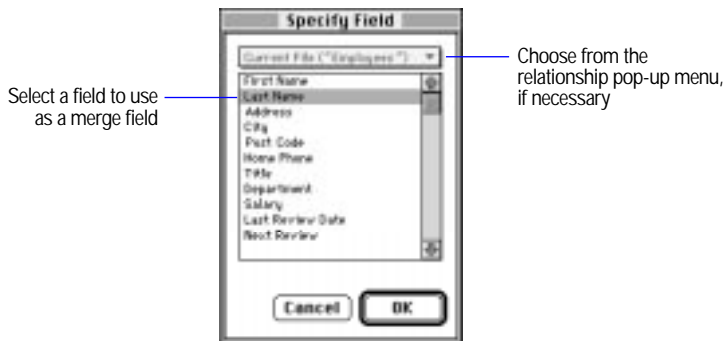 Specify Field
Current File ("Employees")
Choose from the
relationship pop-up menu,
if necessary
Select a field to use
as a merge field
First Name
Last Name
Address
City
Post Code
Home Phone
Title
Department
Salary
Last Review Date
Next Review
Cancel
OK